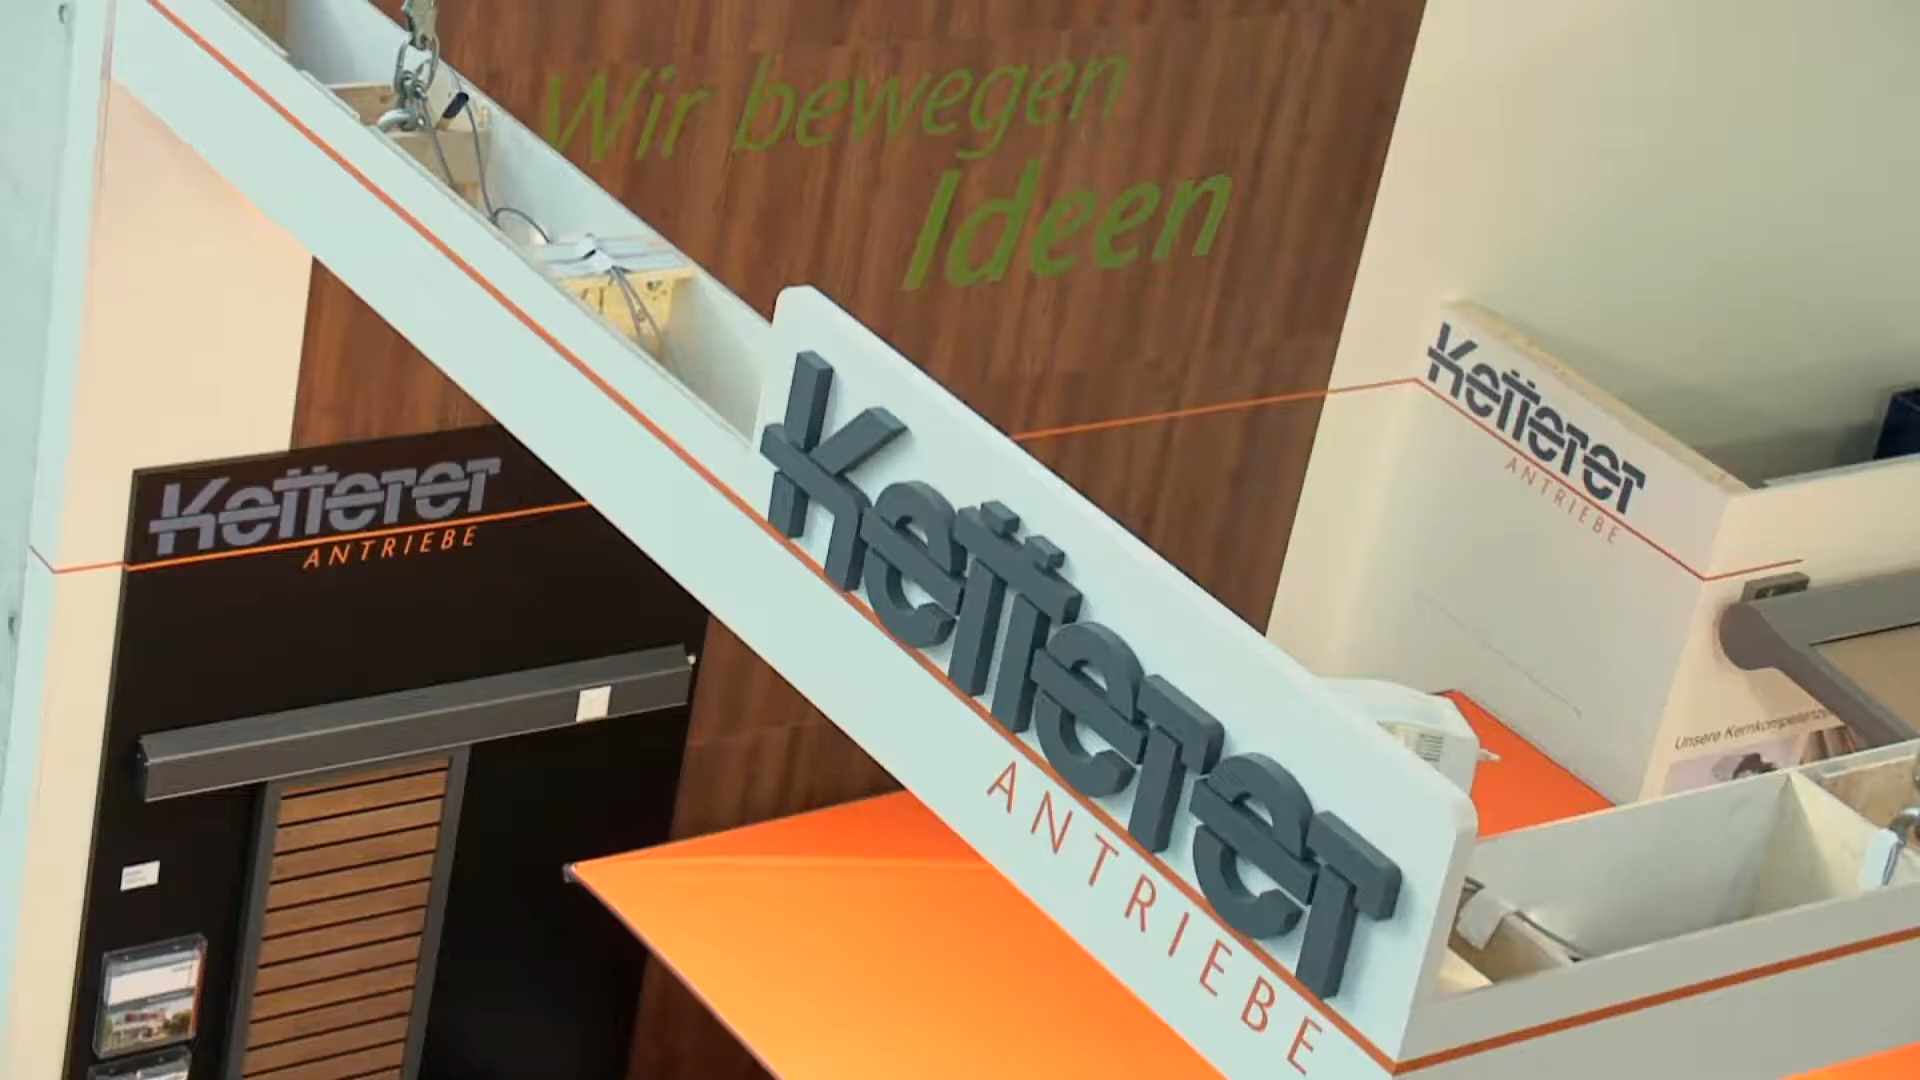 Wir bewegen
Ideen
Ketterer
ANTRIEBE
Ketterer
ANTRIEBE
Ketterer
ANTRIEBE
Unsere Kernkompetenz